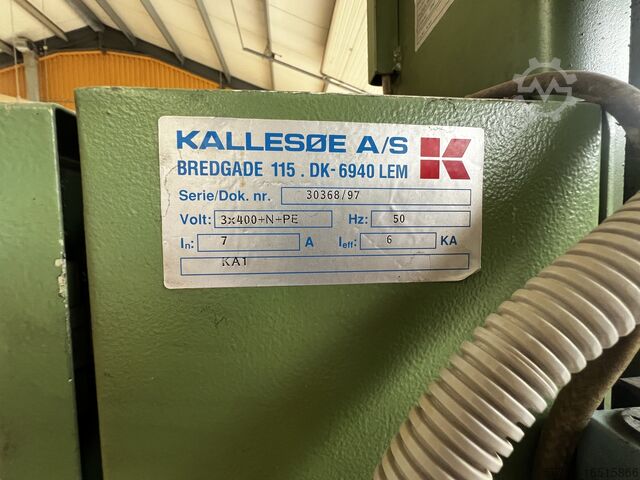 KALLESØE A/S
BREDGADE 115 . DK-6940 LEM
K
Serie/Dok. nr. 30368/97
Volt: 3x400+N+PE Hz: 50
In: 7 A Ieff: 6 KA
KA1
16515866